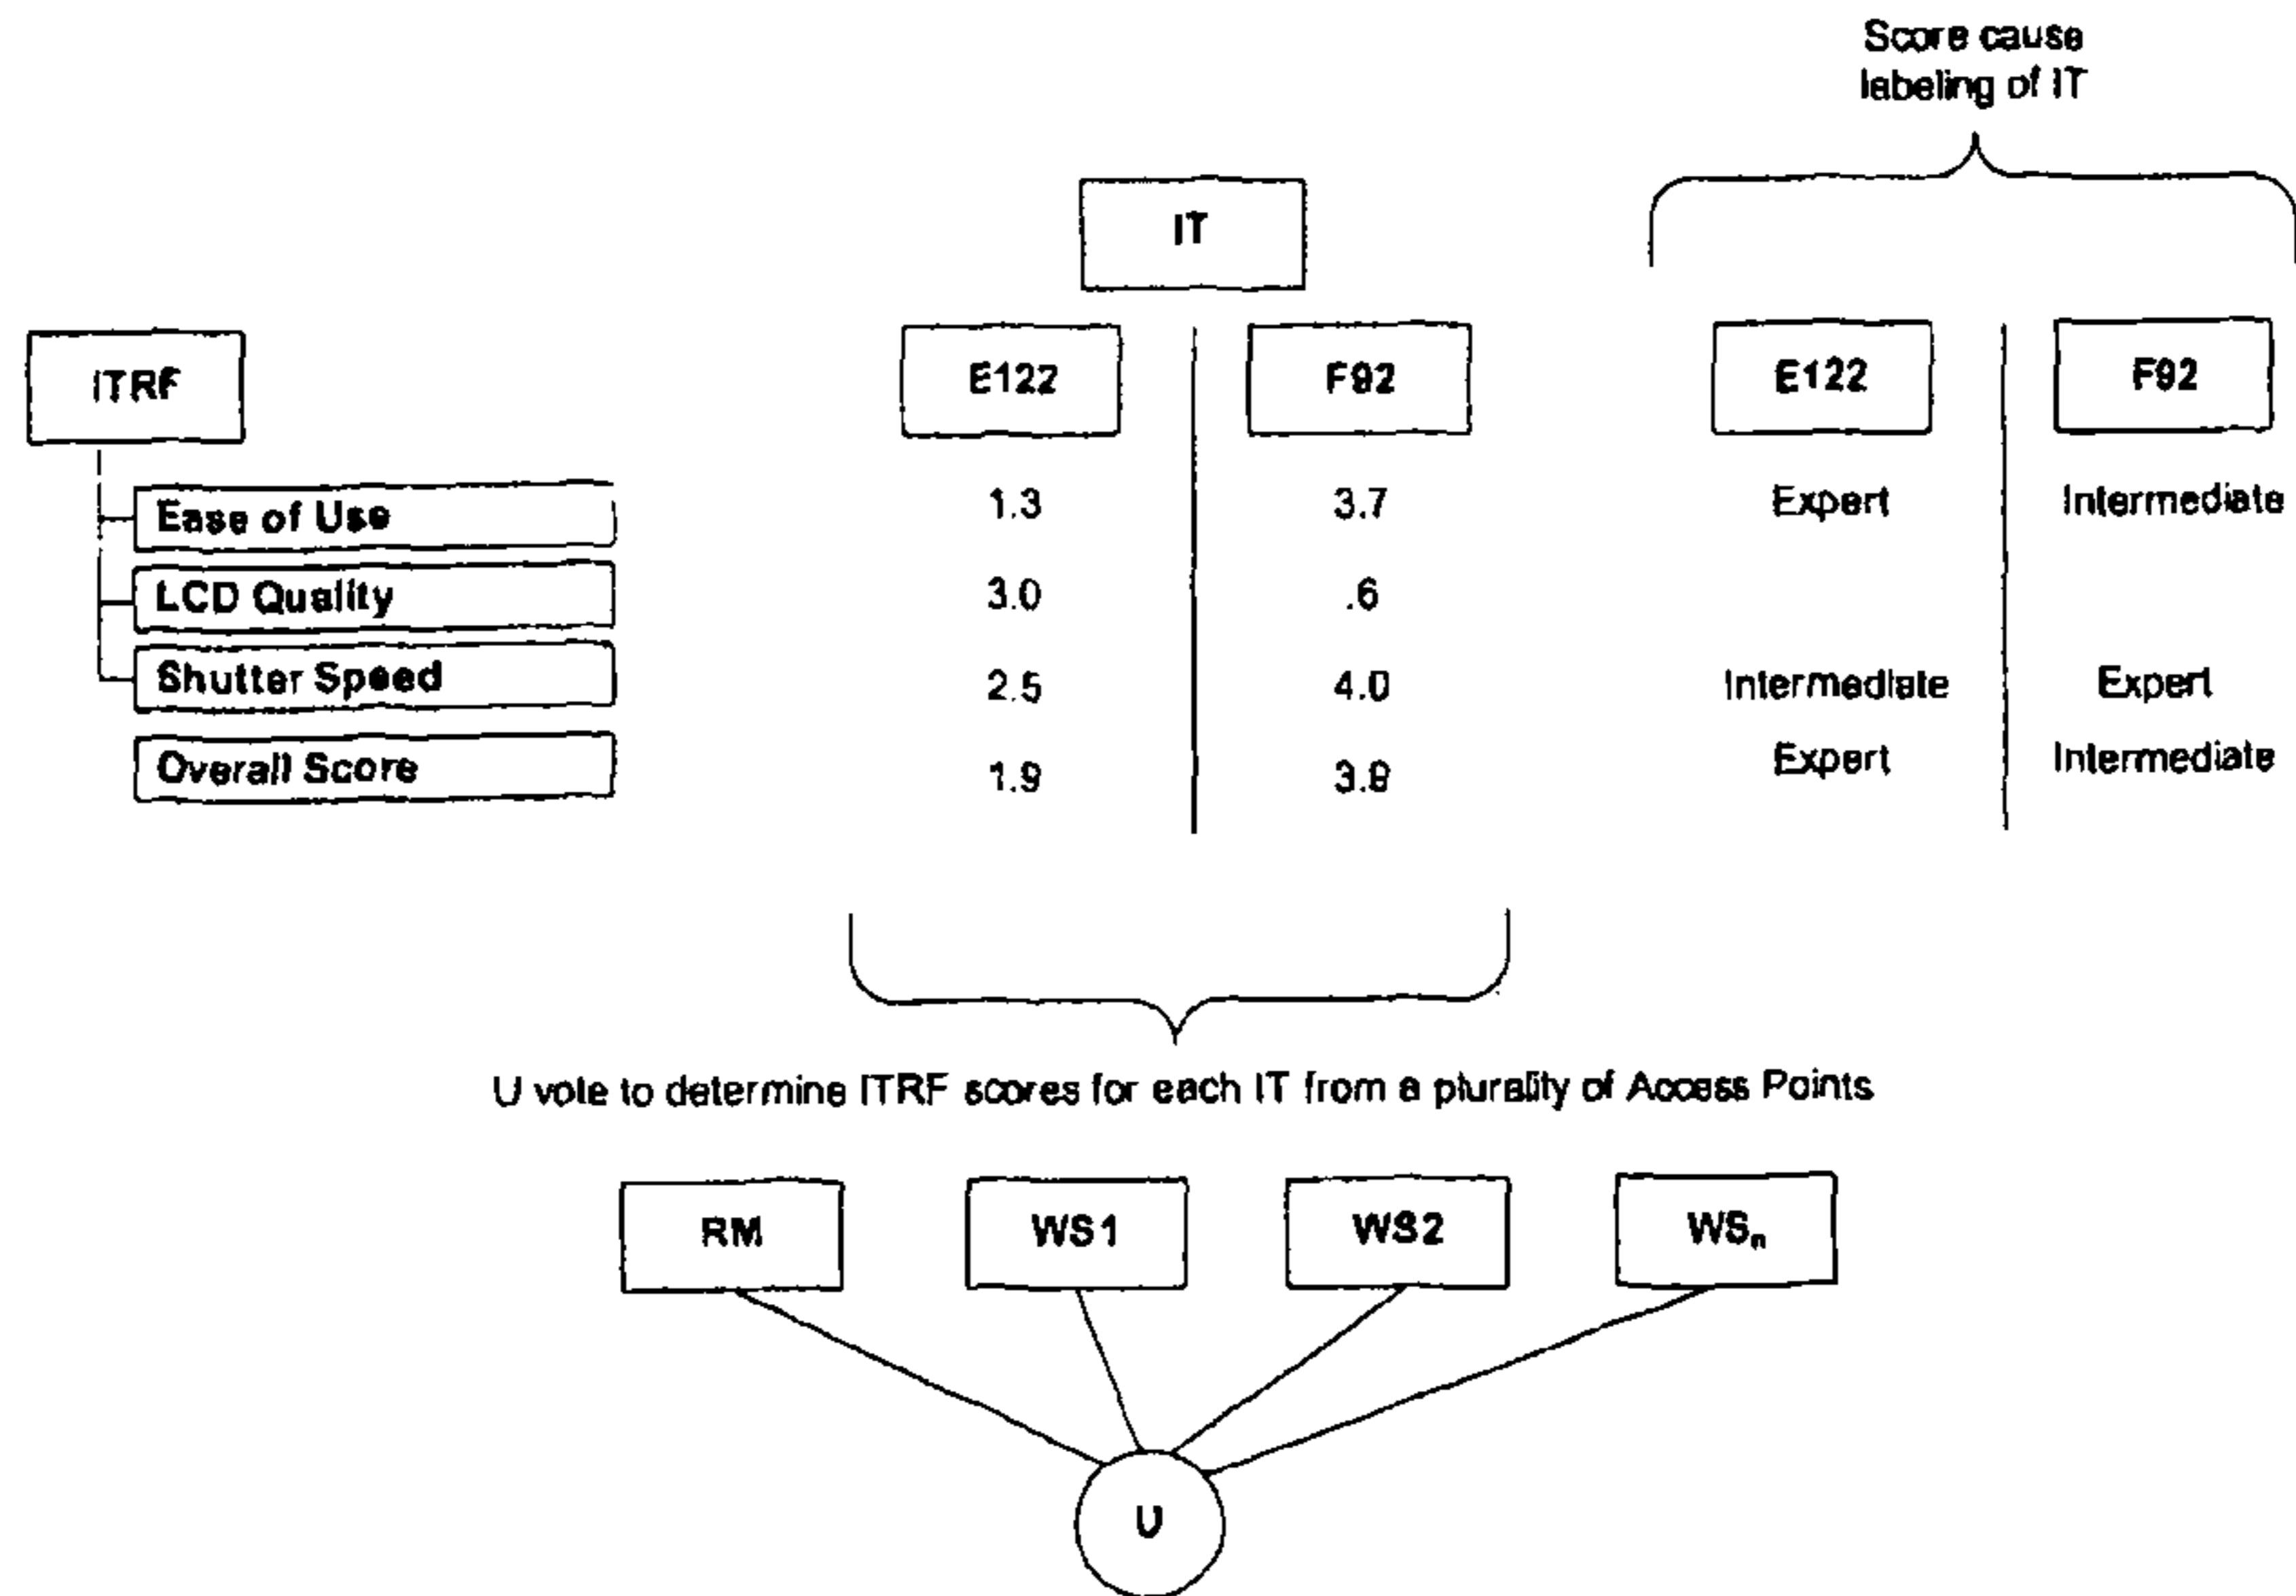 Score cause
labeling of IT
IT
ITRF
E122
F92
E122
F92
Ease of Use
1.3
3.7
Expert
Intermediate
LCD Quality
3.0
.6
Shutter Speed
2.5
4.0
Intermediate
Expert
Overall Score
1.9
Expert
Intermediate
U vote to determine ITRF scores for each IT from a plurality of Access Points
RM
WS1
WS2
WSn
U